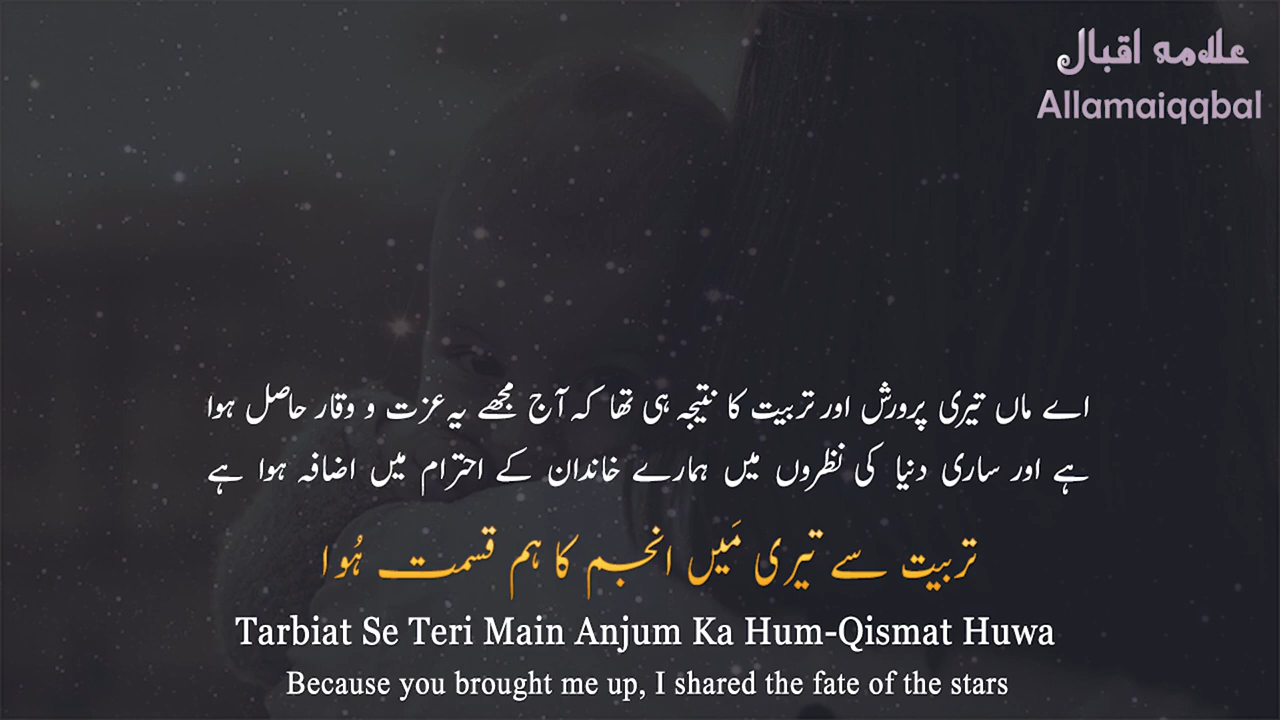 علامہ اقبال
Allamaiqqbal
اے ماں تیری پرورش اور تربیت کا نتیجہ ہی تھا کہ آج مجھے یہ عزت و وقار حاصل ہوا
ہے اور ساری دنیا کی نظروں میں ہمارے خاندان کے احترام میں اضافہ ہوا ہے
تربیت سے تیری مَیں انجم کا ہم قسمت ہُوا
Tarbiat Se Teri Main Anjum Ka Hum-Qismat Huwa
Because you brought me up, I shared the fate of the stars